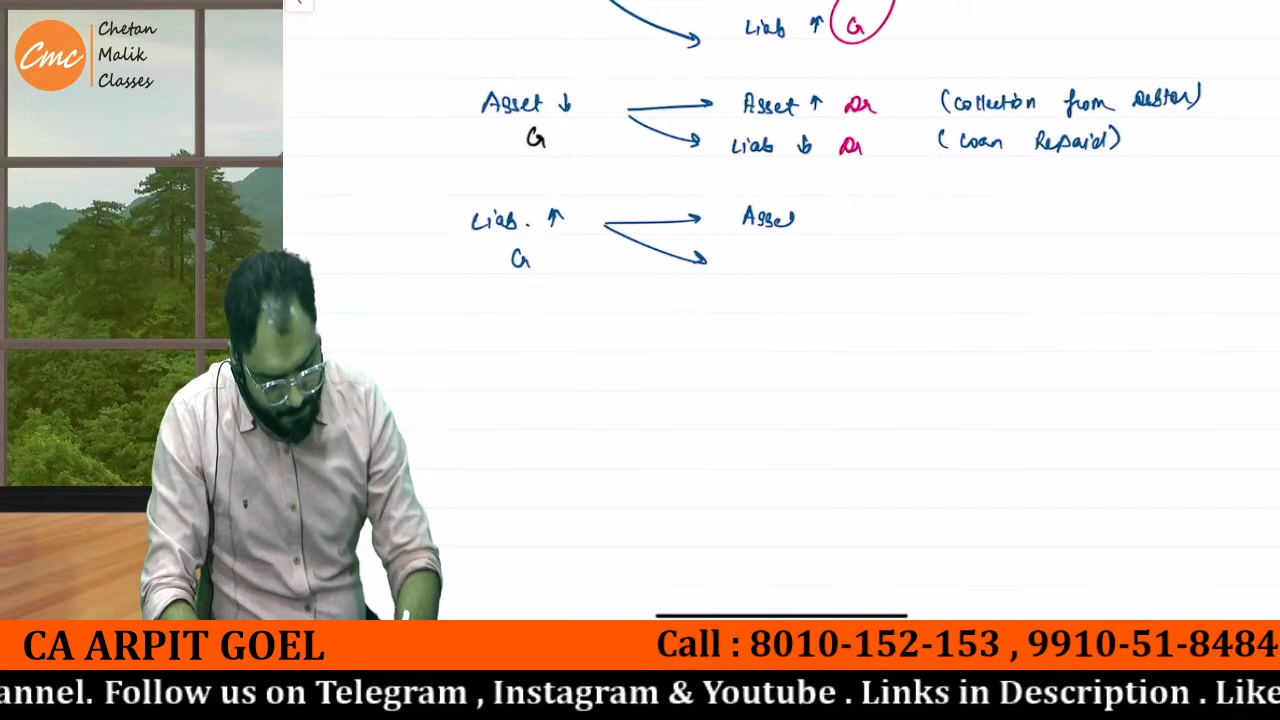 Chetan
Malik
Classes
cmc
Liab ↑ Cr
Asset ↓ Asset ↑ Dr (Collection from Debtor)
Cr Liab ↓ Dr (Loan Repaid)
Liab. ↑ Asset
Cr
CA ARPIT GOEL Call : 8010-152-153 , 9910-51-8484
annel. Follow us on Telegram , Instagram & Youtube . Links in Description . Like